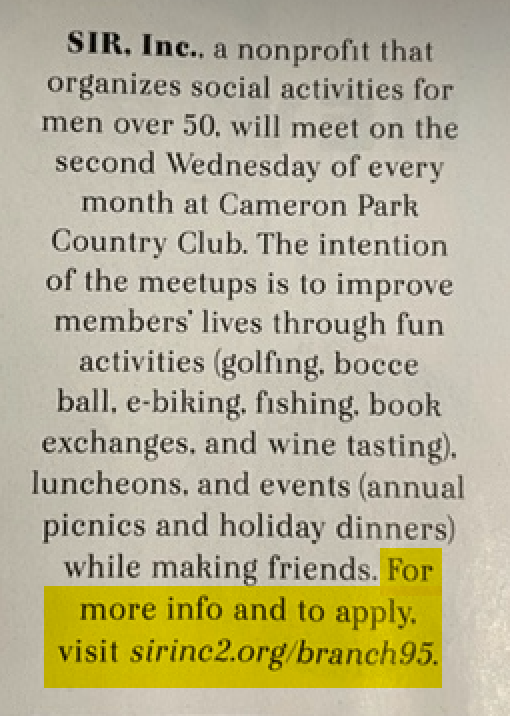 SIR, Inc., a nonprofit that
organizes social activities for
men over 50, will meet on the
second Wednesday of every
month at Cameron Park
Country Club. The intention
of the meetups is to improve
members' lives through fun
activities (golfing, bocce
ball, e-biking, fishing, book
exchanges, and wine tasting),
luncheons, and events (annual
picnics and holiday dinners)
while making friends. For
more info and to apply,
visit sirinc2.org/branch95.